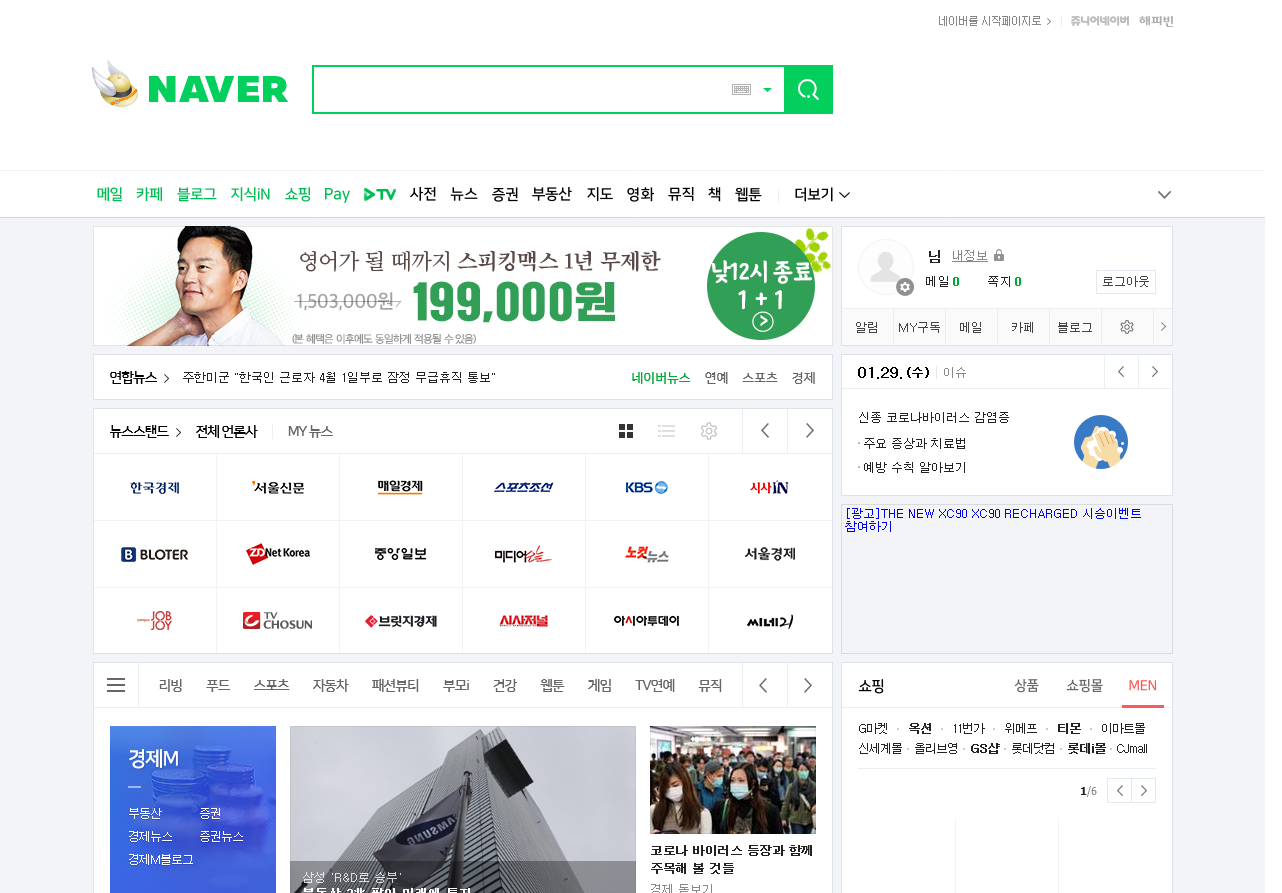 네이버를 시작페이지로 쥬니어네이버 해피빈
NAVER
메일 카페 블로그 지식iN 쇼핑 Pay TV 사전 뉴스 증권 부동산 지도 영화 뮤직 책 웹툰 더보기
영어가 될 때까지 스피킹맥스 1년 무제한
1,503,000원
199,000원
(본 혜택은 이후에도 동일하게 적용될 수 있음)
낮12시 종료
1 + 1
님 내정보
메일 0 쪽지 0 로그아웃
알림 MY구독 메일 카페 블로그
연합뉴스 주한미군 "한국인 근로자 4월 1일부로 잠정 무급휴직 통보" 네이버뉴스 연예 스포츠 경제
01.29. (수) 이슈
신종 코로나바이러스 감염증
· 주요 증상과 치료법
· 예방 수칙 알아보기
뉴스스탠드 전체 언론사 MY 뉴스
한국경제 서울신문 매일경제 스포츠조선 KBS 시사IN
BLOTER ZDNet Korea 중앙일보 미디어오늘 노컷뉴스 서울경제
JOB JOY TV CHOSUN 브릿지경제 시사저널 아시아투데이 씨네21
[광고]THE NEW XC90 XC90 RECHARGED 시승이벤트
참여하기
리빙 푸드 스포츠 자동차 패션뷰티 부모i 건강 웹툰 게임 TV연예 뮤직
경제M
부동산 증권
경제뉴스 증권뉴스
경제M블로그
SAMSUNG
삼성 'R&D로 승부'
부동산 2개 팔아 미래에 투자
코로나 바이러스 등장과 함께
주목해 볼 것들
경제 돋보기
쇼핑 상품 쇼핑몰 MEN
G마켓 · 옥션 · 11번가 · 위메프 · 티몬 · 이마트몰
신세계몰 · 올리브영 · GS샵 · 롯데닷컴 · 롯데i몰 · CJmall
1/6